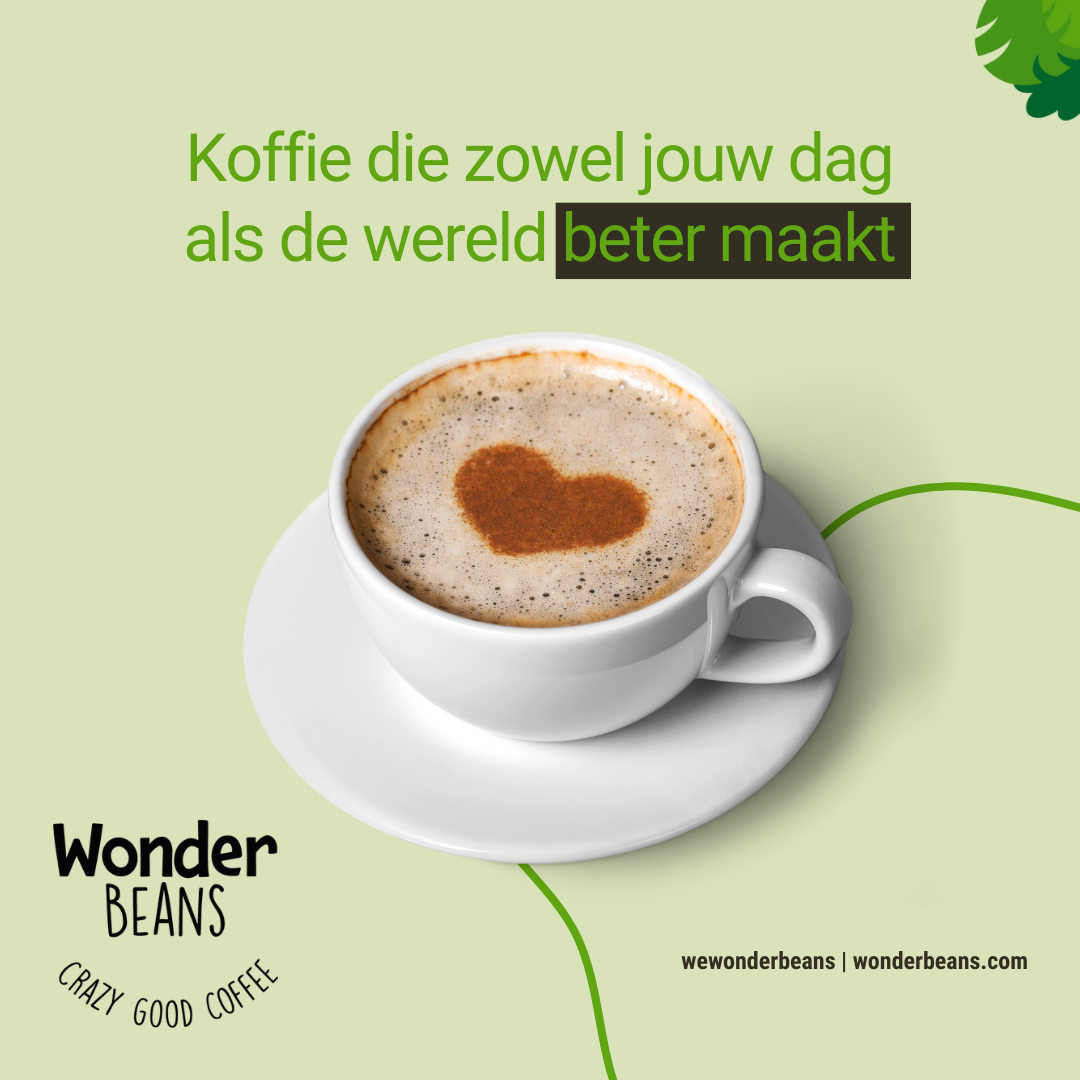 Koffie die zowel jouw dag
als de wereld beter maakt
Wonder
BEANS
CRAZY GOOD COFFEE
wewonderbeans | wonderbeans.com